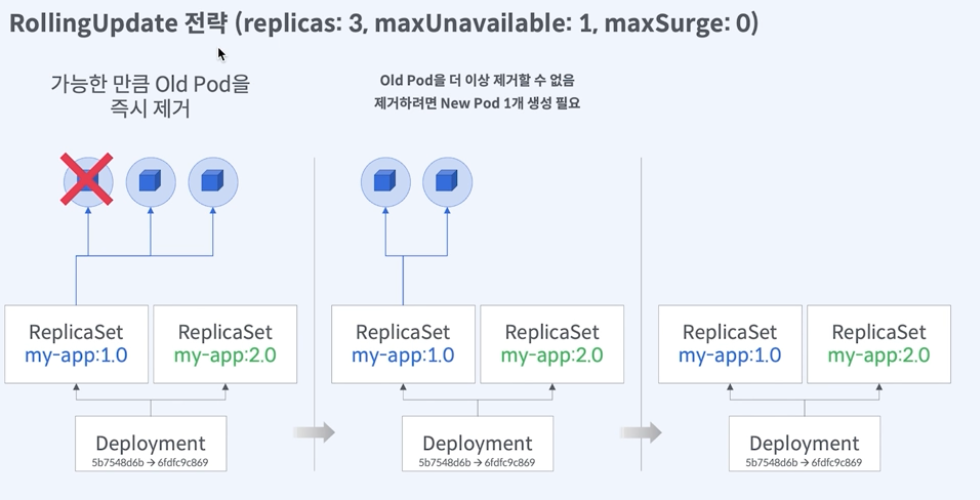 RollingUpdate 전략 (replicas: 3, maxUnavailable: 1, maxSurge: 0)
가능한 만큼 Old Pod을
즉시 제거
Old Pod을 더 이상 제거할 수 없음
제거하려면 New Pod 1개 생성 필요
ReplicaSet
my-app:1.0
ReplicaSet
my-app:2.0
ReplicaSet
my-app:1.0
ReplicaSet
my-app:2.0
ReplicaSet
my-app:1.0
ReplicaSet
my-app:2.0
Deployment
5b7548d6b → 6fdfc9c869
Deployment
5b7548d6b → 6fdfc9c869
Deployment
5b7548d6b → 6fdfc9c869